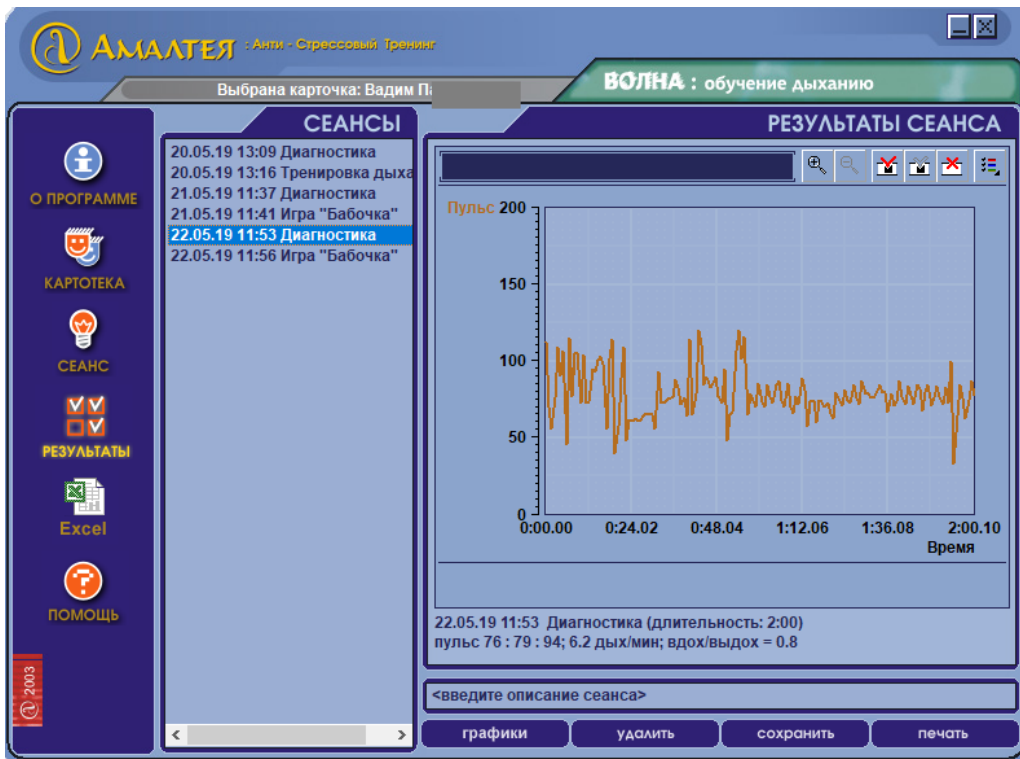 Амалтея : Анти - Стрессовый Тренинг
Выбрана карточка: Вадим
ВОЛНА : обучение дыханию
О ПРОГРАММЕ
КАРТОТЕКА
СЕАНС
РЕЗУЛЬТАТЫ
Excel
ПОМОЩЬ
@ 2003
СЕАНСЫ
20.05.19 13:09 Диагностика
20.05.19 13:16 Тренировка дыха
21.05.19 11:37 Диагностика
21.05.19 11:41 Игра "Бабочка"
22.05.19 11:53 Диагностика
22.05.19 11:56 Игра "Бабочка"
РЕЗУЛЬТАТЫ СЕАНСА
Пульс 200
150
100
50
0
0:00.00 0:24.02 0:48.04 1:12.06 1:36.08 2:00.10
Время
22.05.19 11:53 Диагностика (длительность: 2:00)
пульс 76 : 79 : 94; 6.2 дых/мин; вдох/выдох = 0.8
<введите описание сеанса>
графики удалить сохранить печать